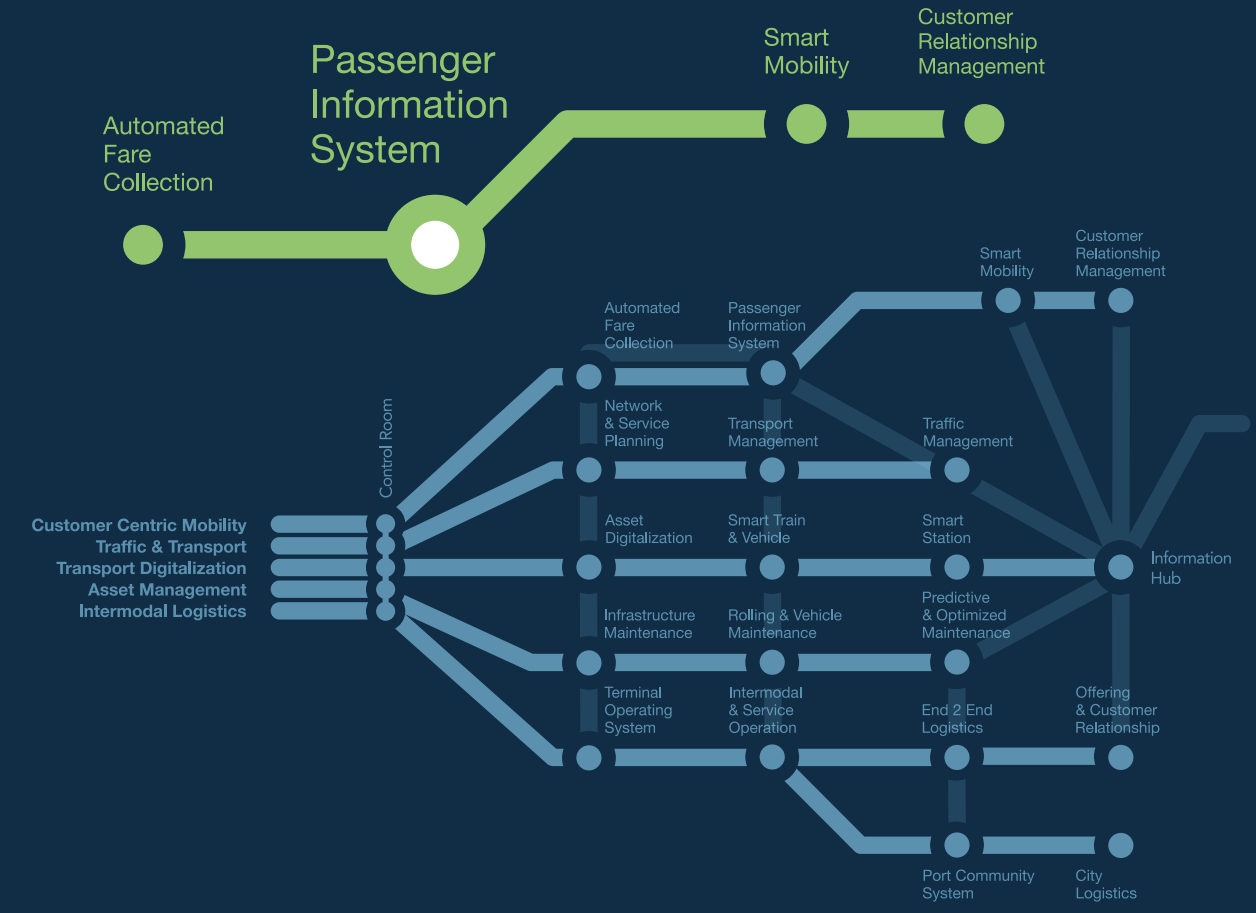 Automated
Fare
Collection
Passenger
Information
System
Smart
Mobility
Customer
Relationship
Management
Smart
Mobility
Customer
Relationship
Management
Automated
Fare
Collection
Passenger
Information
System
Control Room
Network
& Service
Planning
Transport
Management
Traffic
Management
Customer Centric Mobility
Traffic & Transport
Transport Digitalization
Asset Management
Intermodal Logistics
Asset
Digitalization
Smart Train
& Vehicle
Smart
Station
Information
Hub
Infrastructure
Maintenance
Rolling & Vehicle
Maintenance
Predictive
& Optimized
Maintenance
Terminal
Operating
System
Intermodal
& Service
Operation
End 2 End
Logistics
Offering
& Customer
Relationship
Port Community
System
City
Logistics